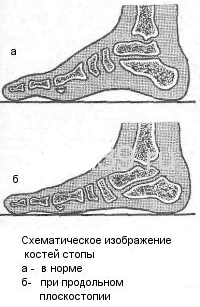 а
б
Схематическое изображение
костей стопы
а - в норме
б- при продольном
плоскостопии